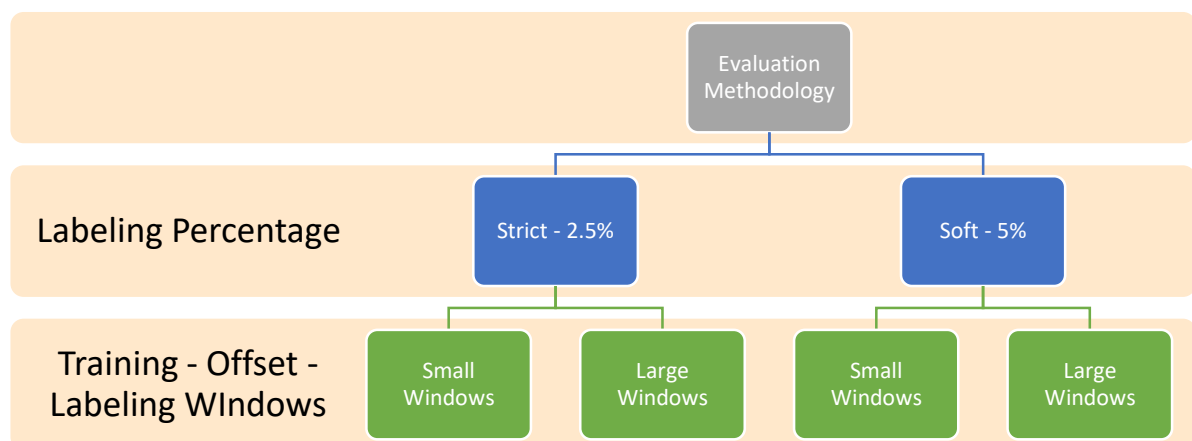 Evaluation
Methodology
Labeling Percentage
Strict - 2.5%
Soft - 5%
Training - Offset -
Labeling WIndows
Small
Windows
Large
Windows
Small
Windows
Large
Windows